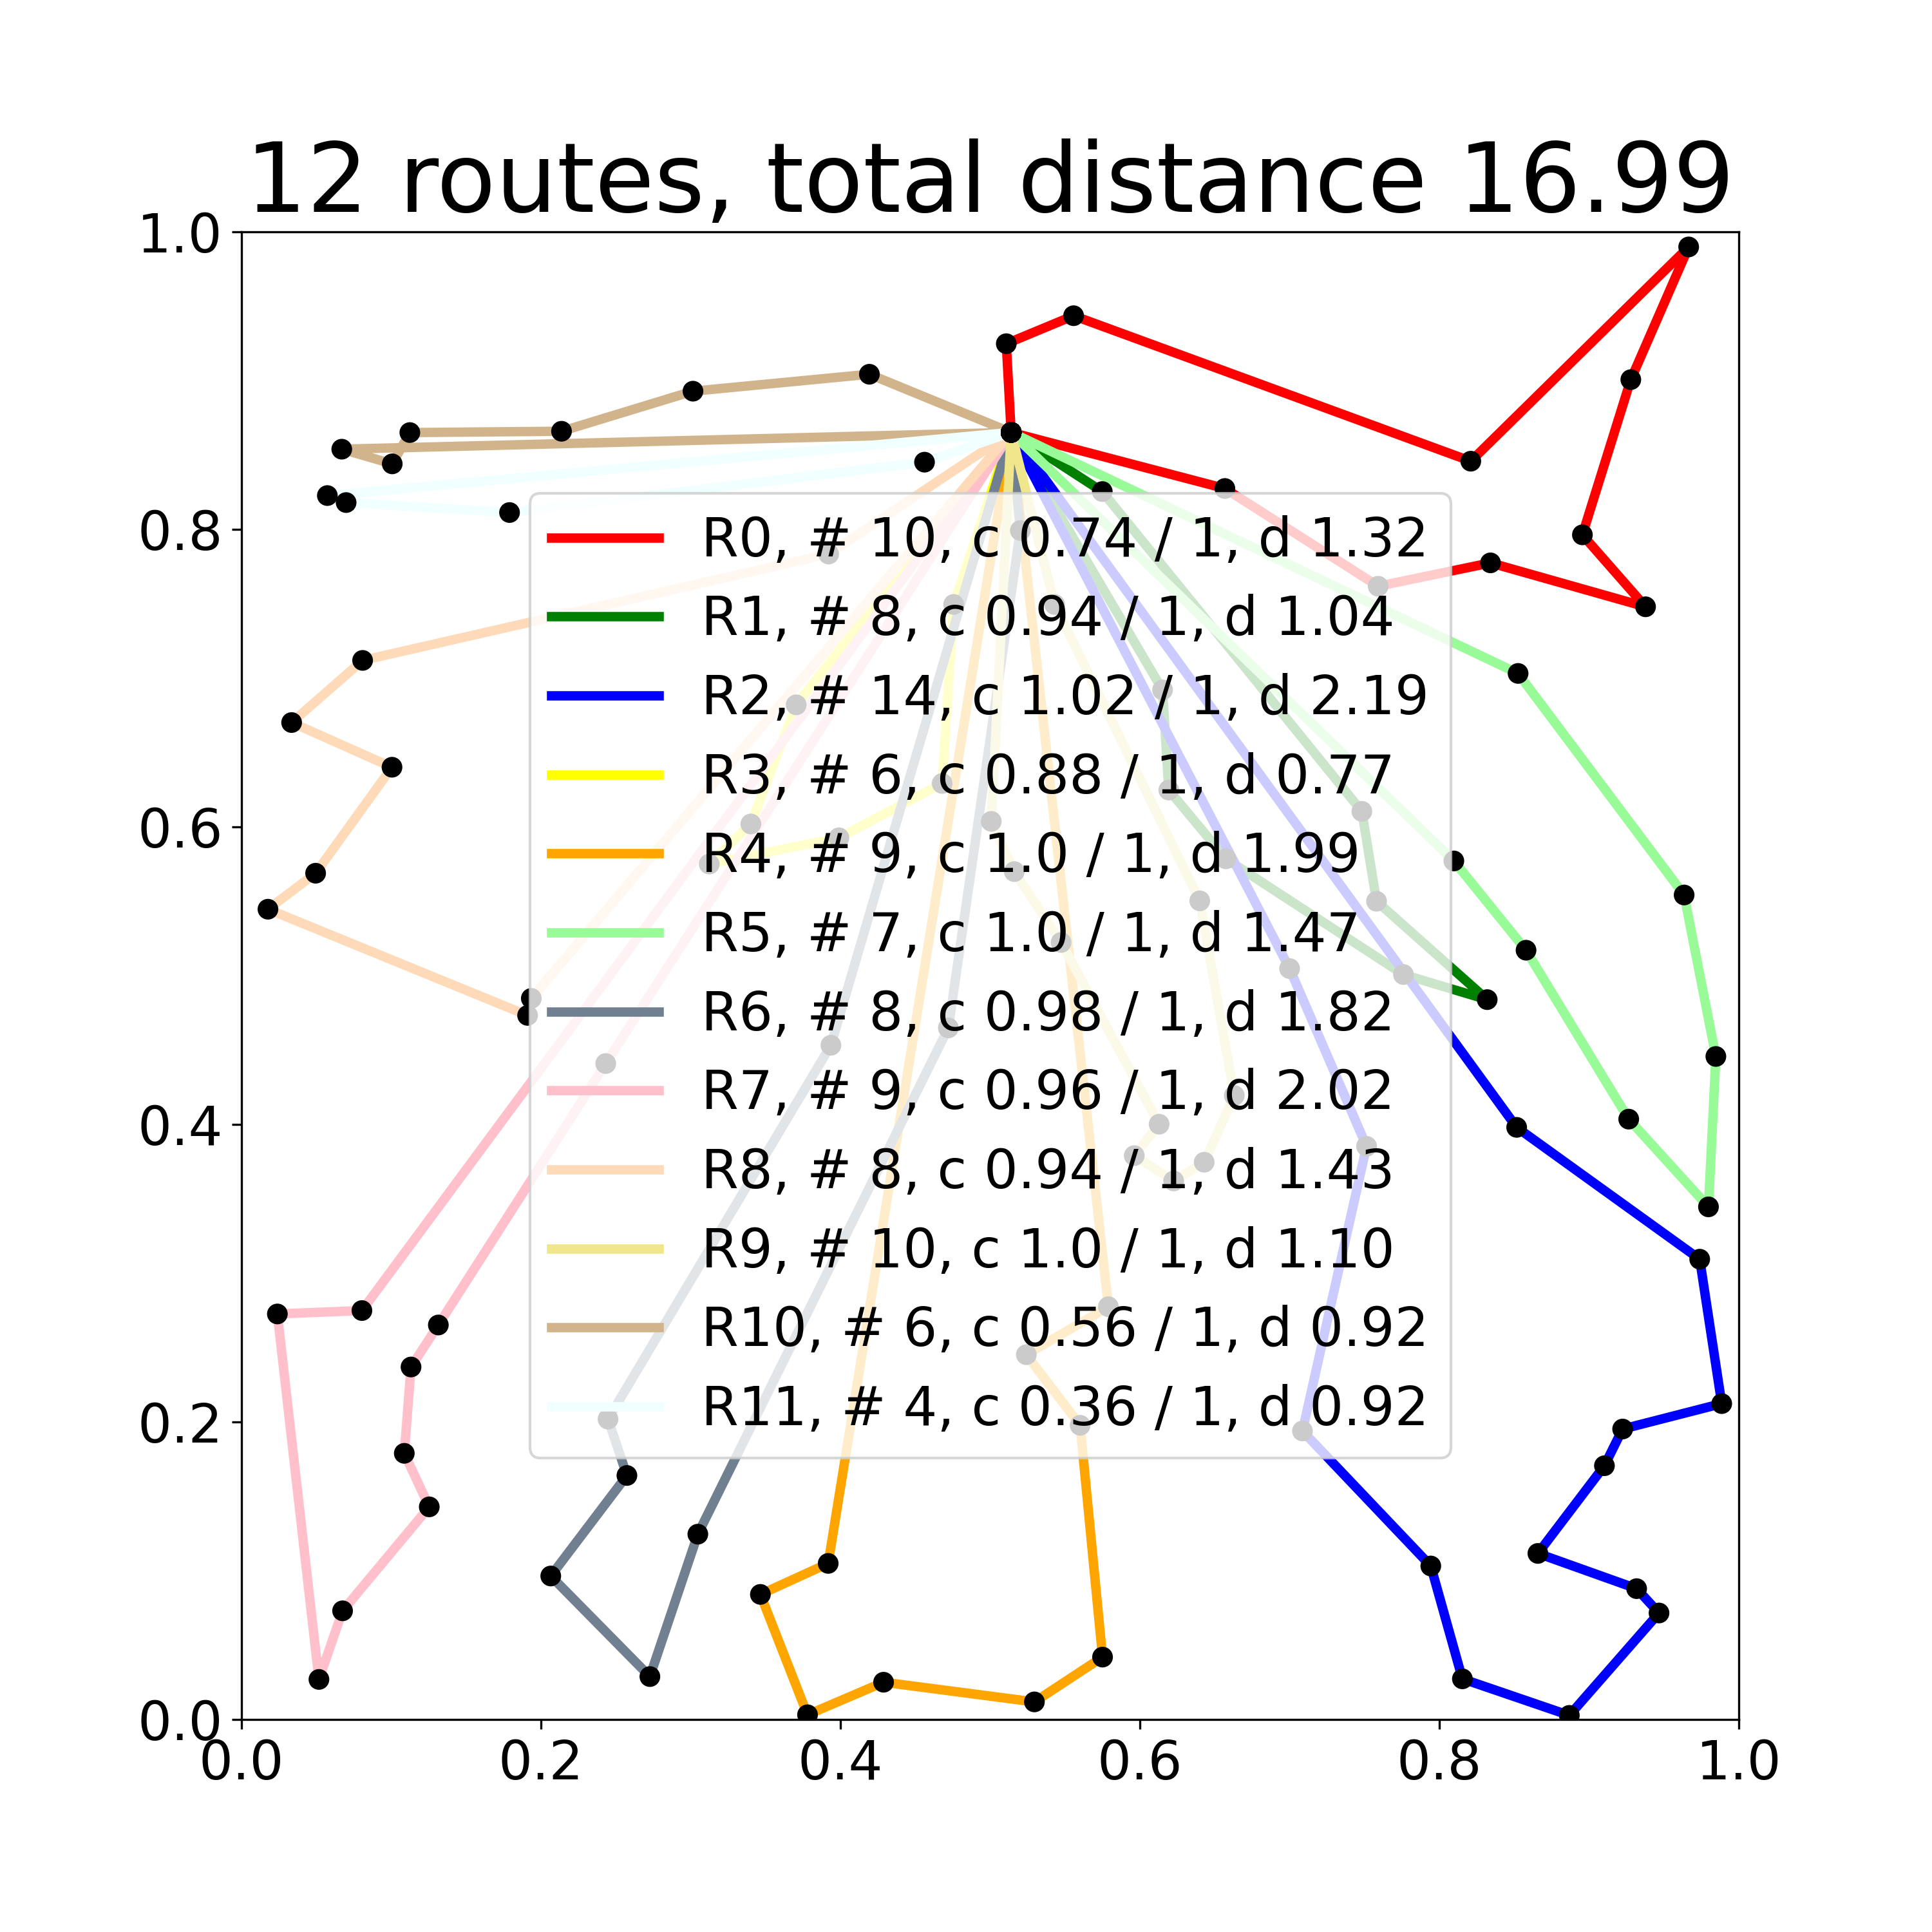 12 routes, total distance 16.99
1.0
0.8
0.6
0.4
0.2
0.0
R0, # 10, c 0.74 / 1, d 1.32
R1, # 8, c 0.94 / 1, d 1.04
R2, # 14, c 1.02 / 1, d 2.19
R3, # 6, c 0.88 / 1, d 0.77
R4, # 9, c 1.0 / 1, d 1.99
R5, # 7, c 1.0 / 1, d 1.47
R6, # 8, c 0.98 / 1, d 1.82
R7, # 9, c 0.96 / 1, d 2.02
R8, # 8, c 0.94 / 1, d 1.43
R9, # 10, c 1.0 / 1, d 1.10
R10, # 6, c 0.56 / 1, d 0.92
R11, # 4, c 0.36 / 1, d 0.92
0.0 0.2 0.4 0.6 0.8 1.0